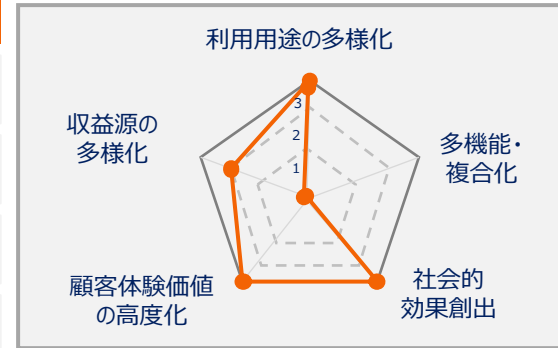 利用用途の多様化
3
収益源の
多様化
2
多機能・
複合化
1
顧客体験価値
の高度化
社会的
効果創出